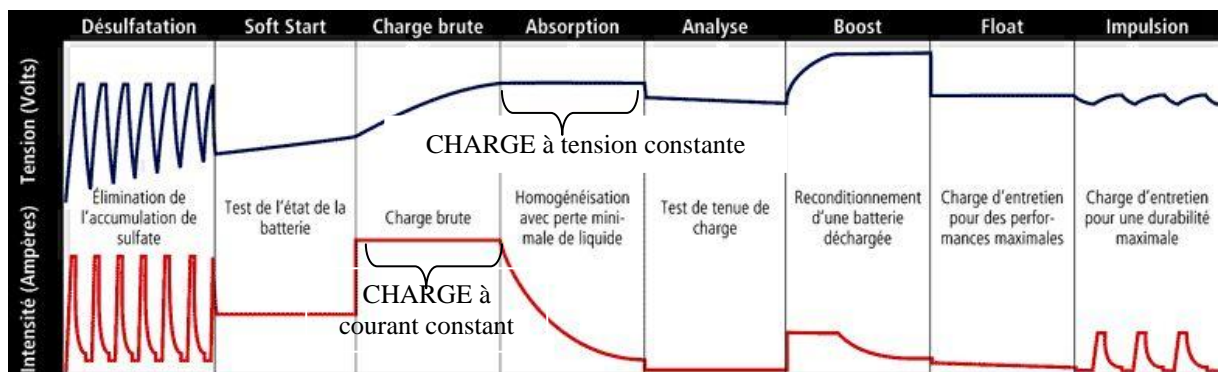 Désulfatation
Soft Start
Charge brute
Absorption
Analyse
Boost
Float
Impulsion
Tension (Volts)
CHARGE à tension constante
Élimination de
l'accumulation de
sulfate
Test de l'état de la
batterie
Charge brute
Homogénéisation
avec perte mini-
male de liquide
Test de tenue de
charge
Reconditionnement
d'une batterie
déchargée
Charge d'entretien
pour des perfor-
mances maximales
Charge d'entretien
pour une durabilité
maximale
Intensité (Ampères)
CHARGE à
courant constant